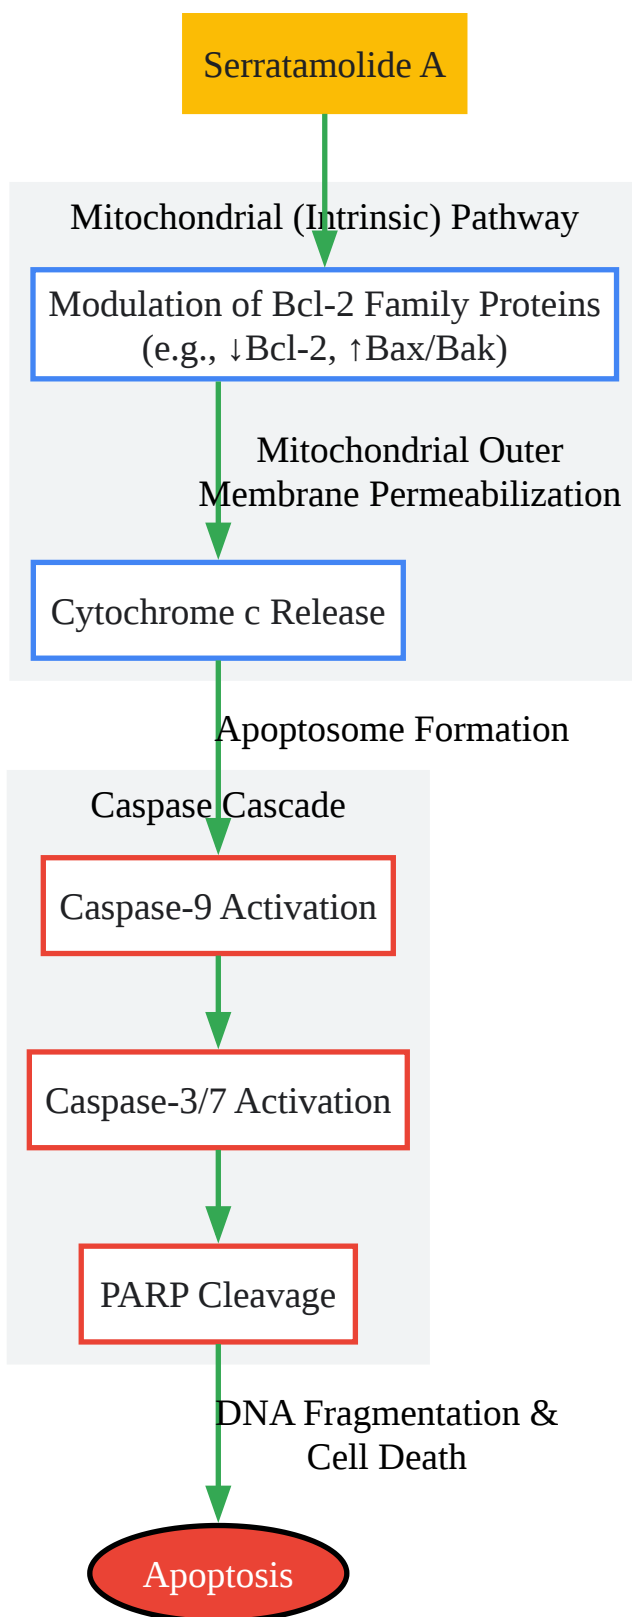 Serratamolide A
Mitochondrial (Intrinsic) Pathway
Modulation of Bcl-2 Family Proteins
(e.g., ↓Bcl-2, ↑Bax/Bak)
Mitochondrial Outer
Membrane Permeabilization
Cytochrome c Release
Apoptosome Formation
Caspase Cascade
Caspase-9 Activation
Caspase-3/7 Activation
PARP Cleavage
DNA Fragmentation &
Cell Death
Apoptosis